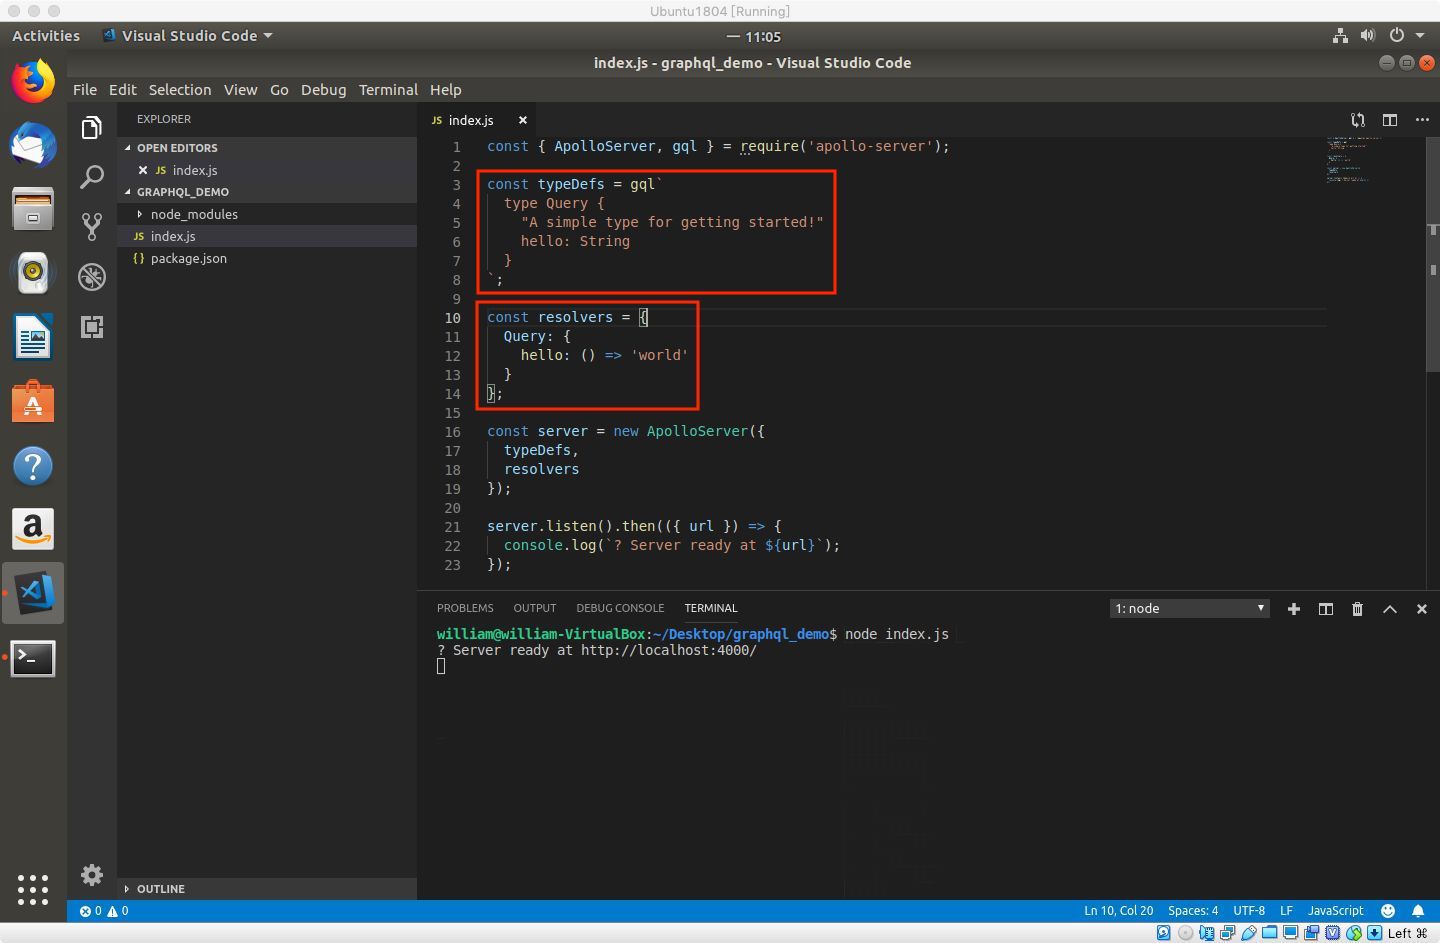 Ubuntu1804 [Running]
Activities Visual Studio Code — 11:05
index.js - graphql_demo - Visual Studio Code
File Edit Selection View Go Debug Terminal Help
EXPLORER
OPEN EDITORS
JS index.js
GRAPHQL_DEMO
node_modules
JS index.js
{} package.json
OUTLINE
JS index.js
1 const { ApolloServer, gql } = require('apollo-server');
2
3 const typeDefs = gql`
4 type Query {
5 "A simple type for getting started!"
6 hello: String
7 }
8 `;
9
10 const resolvers = {
11 Query: {
12 hello: () => 'world'
13 }
14 };
15
16 const server = new ApolloServer({
17 typeDefs,
18 resolvers
19 });
20
21 server.listen().then(({ url }) => {
22 console.log(`? Server ready at ${url}`);
23 });
PROBLEMS OUTPUT DEBUG CONSOLE TERMINAL 1: node
william@william-VirtualBox:~/Desktop/graphql_demo$ node index.js
? Server ready at http://localhost:4000/
0 0 Ln 10, Col 20 Spaces: 4 UTF-8 LF JavaScript
Left ⌘